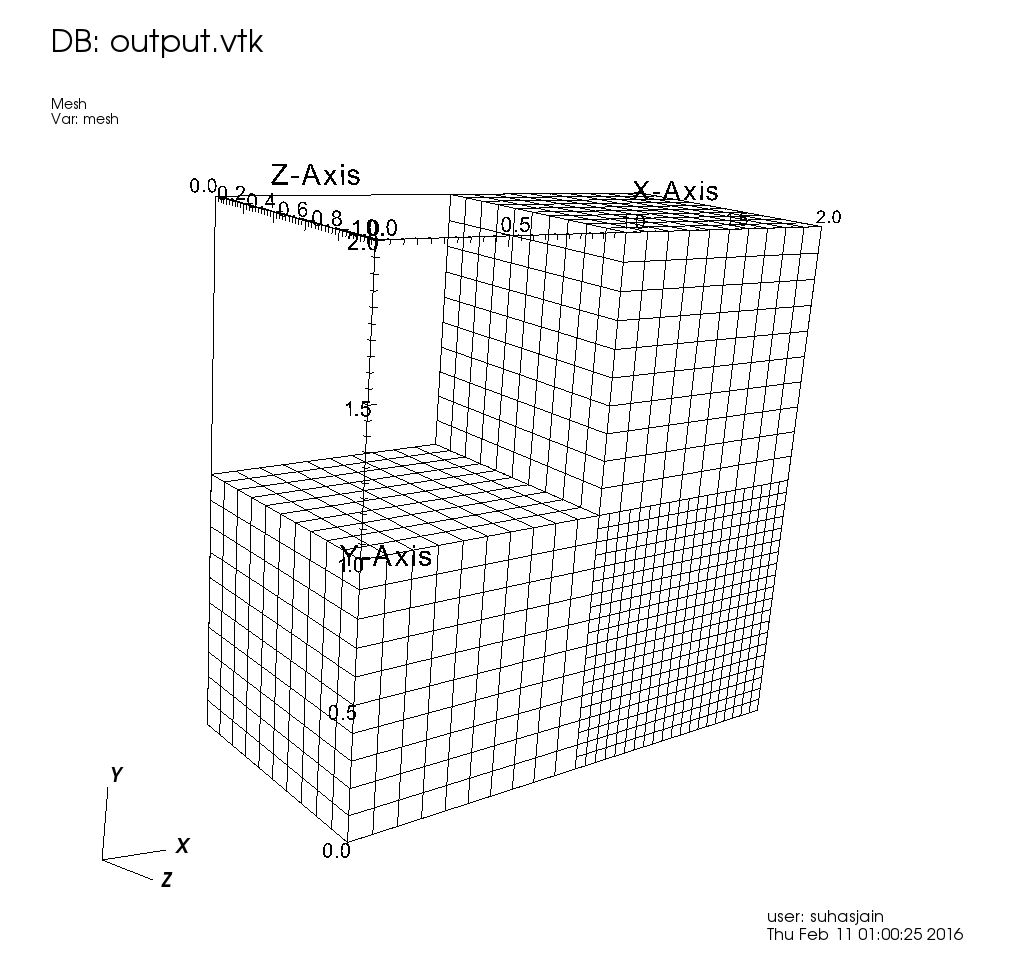 DB: output.vtk
Mesh
Var: mesh
Z-Axis
X-Axis
0.0
0.2
0.4
0.6
0.8
1.0
0.0
0.5
1.0
1.5
2.0
2.0
1.5
Y-Axis
1.0
0.5
0.0
Y
X
Z
user: suhasjain
Thu Feb 11 01:00:25 2016